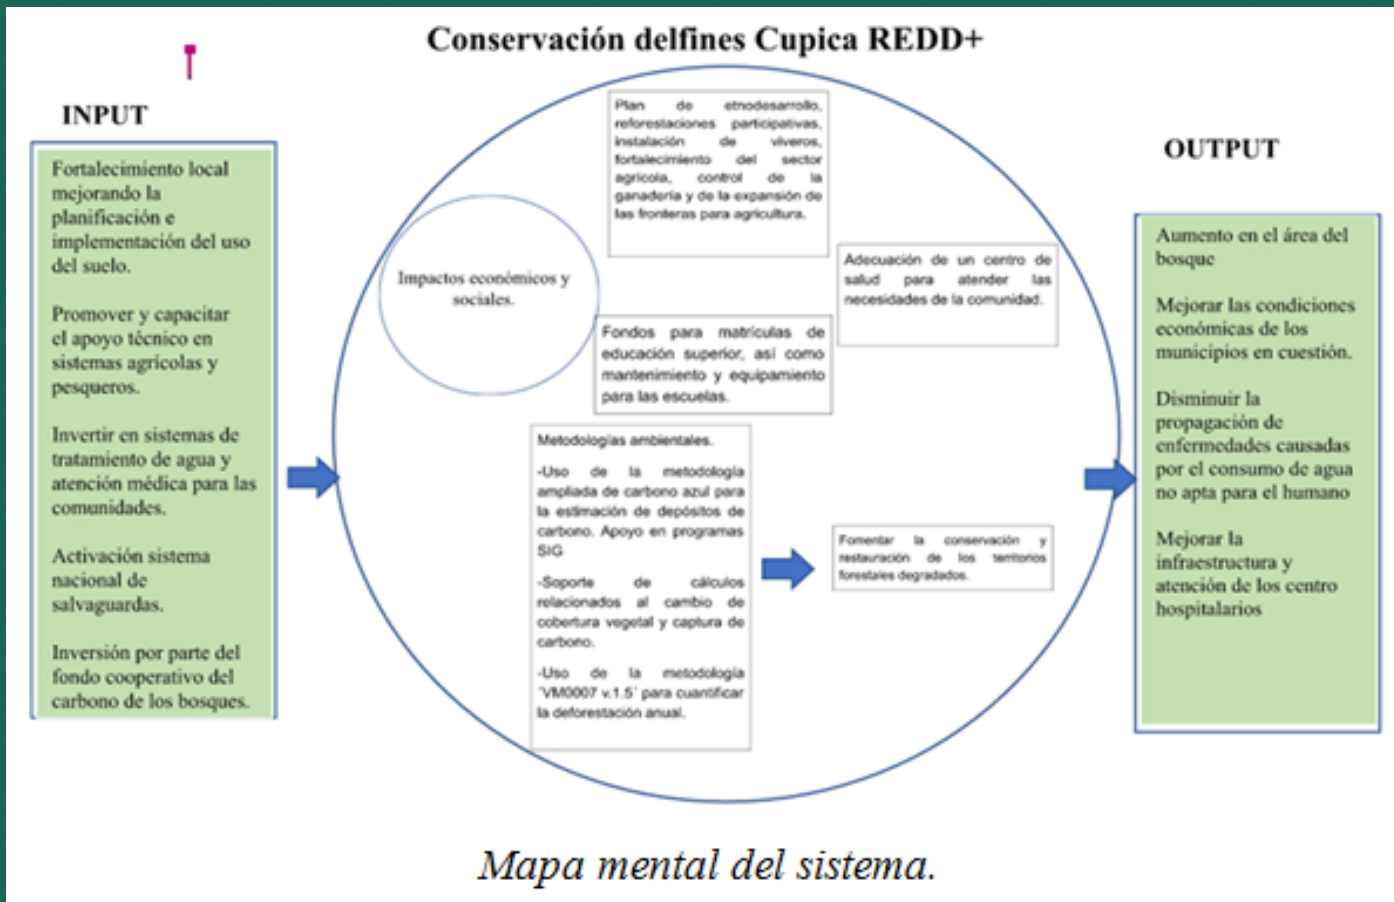 Conservación delfines Cupica REDD+
INPUT
Fortalecimiento local
mejorando la
planificación e
implementación del uso
del suelo.
Promover y capacitar
el apoyo técnico en
sistemas agrícolas y
pesqueros.
Invertir en sistemas de
tratamiento de agua y
atención médica para las
comunidades.
Activación sistema
nacional de
salvaguardas.
Inversión por parte del
fondo cooperativo del
carbono de los bosques.
Impactos económicos y
sociales.
Plan de etnodesarrollo,
reforestaciones participativas,
instalación de viveros,
fortalecimiento del sector
agrícola, control de la
ganadería y de la expansión de
las fronteras para agricultura.
Adecuación de un centro de
salud para atender las
necesidades de la comunidad.
Fondos para matrículas de
educación superior, así como
mantenimiento y equipamiento
para las escuelas.
Metodologías ambientales.
-Uso de la metodología
ampliada de carbono azul para
la estimación de depósitos de
carbono. Apoyo en programas
SIG
-Soporte de cálculos
relacionados al cambio de
cobertura vegetal y captura de
carbono.
-Uso de la metodología
´VM0007 v.1.5´ para cuantificar
la deforestación anual.
Fomentar la conservación y
restauración de los territorios
forestales degradados.
OUTPUT
Aumento en el área del
bosque
Mejorar las condiciones
económicas de los
municipios en cuestión.
Disminuir la
propagación de
enfermedades causadas
por el consumo de agua
no apta para el humano
Mejorar la
infraestructura y
atención de los centro
hospitalarios
Mapa mental del sistema.